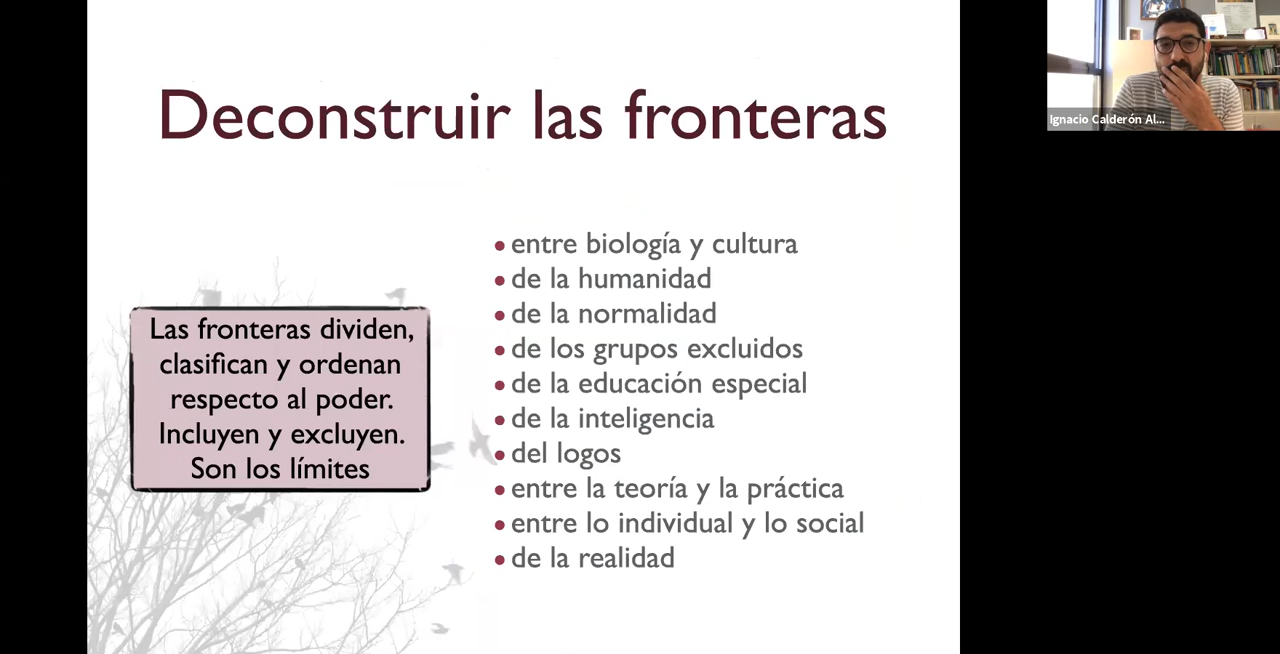 Deconstruir las fronteras
Ignacio Calderón Al...
Las fronteras dividen,
clasifican y ordenan
respecto al poder.
Incluyen y excluyen.
Son los límites
• entre biología y cultura
• de la humanidad
• de la normalidad
• de los grupos excluidos
• de la educación especial
• de la inteligencia
• del logos
• entre la teoría y la práctica
• entre lo individual y lo social
• de la realidad